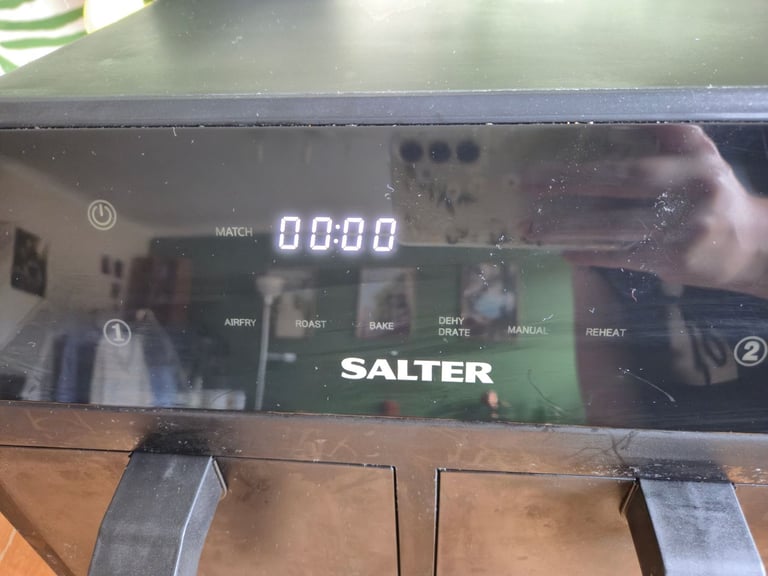 MATCH 00:00
1
AIRFRY ROAST BAKE DEHY
DRATE MANUAL REHEAT
2
SALTER